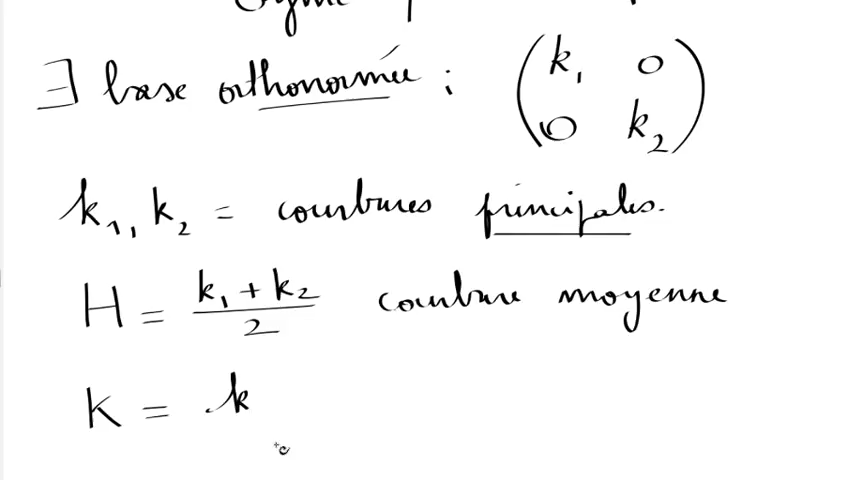 ∃ base orthonormée : ( k₁ 0 ; 0 k₂ )
k₁, k₂ = courbures principales.
H = (k₁ + k₂)/2 courbure moyenne
K = k